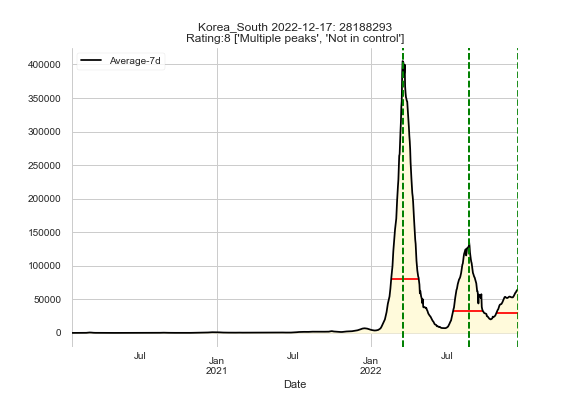 Korea_South 2022-12-17: 28188293
Rating:8 ['Multiple peaks', 'Not in control']
Average-7d
400000
350000
300000
250000
200000
150000
100000
50000
0
Jul
Jan
2021
Jul
Jan
2022
Jul
Date